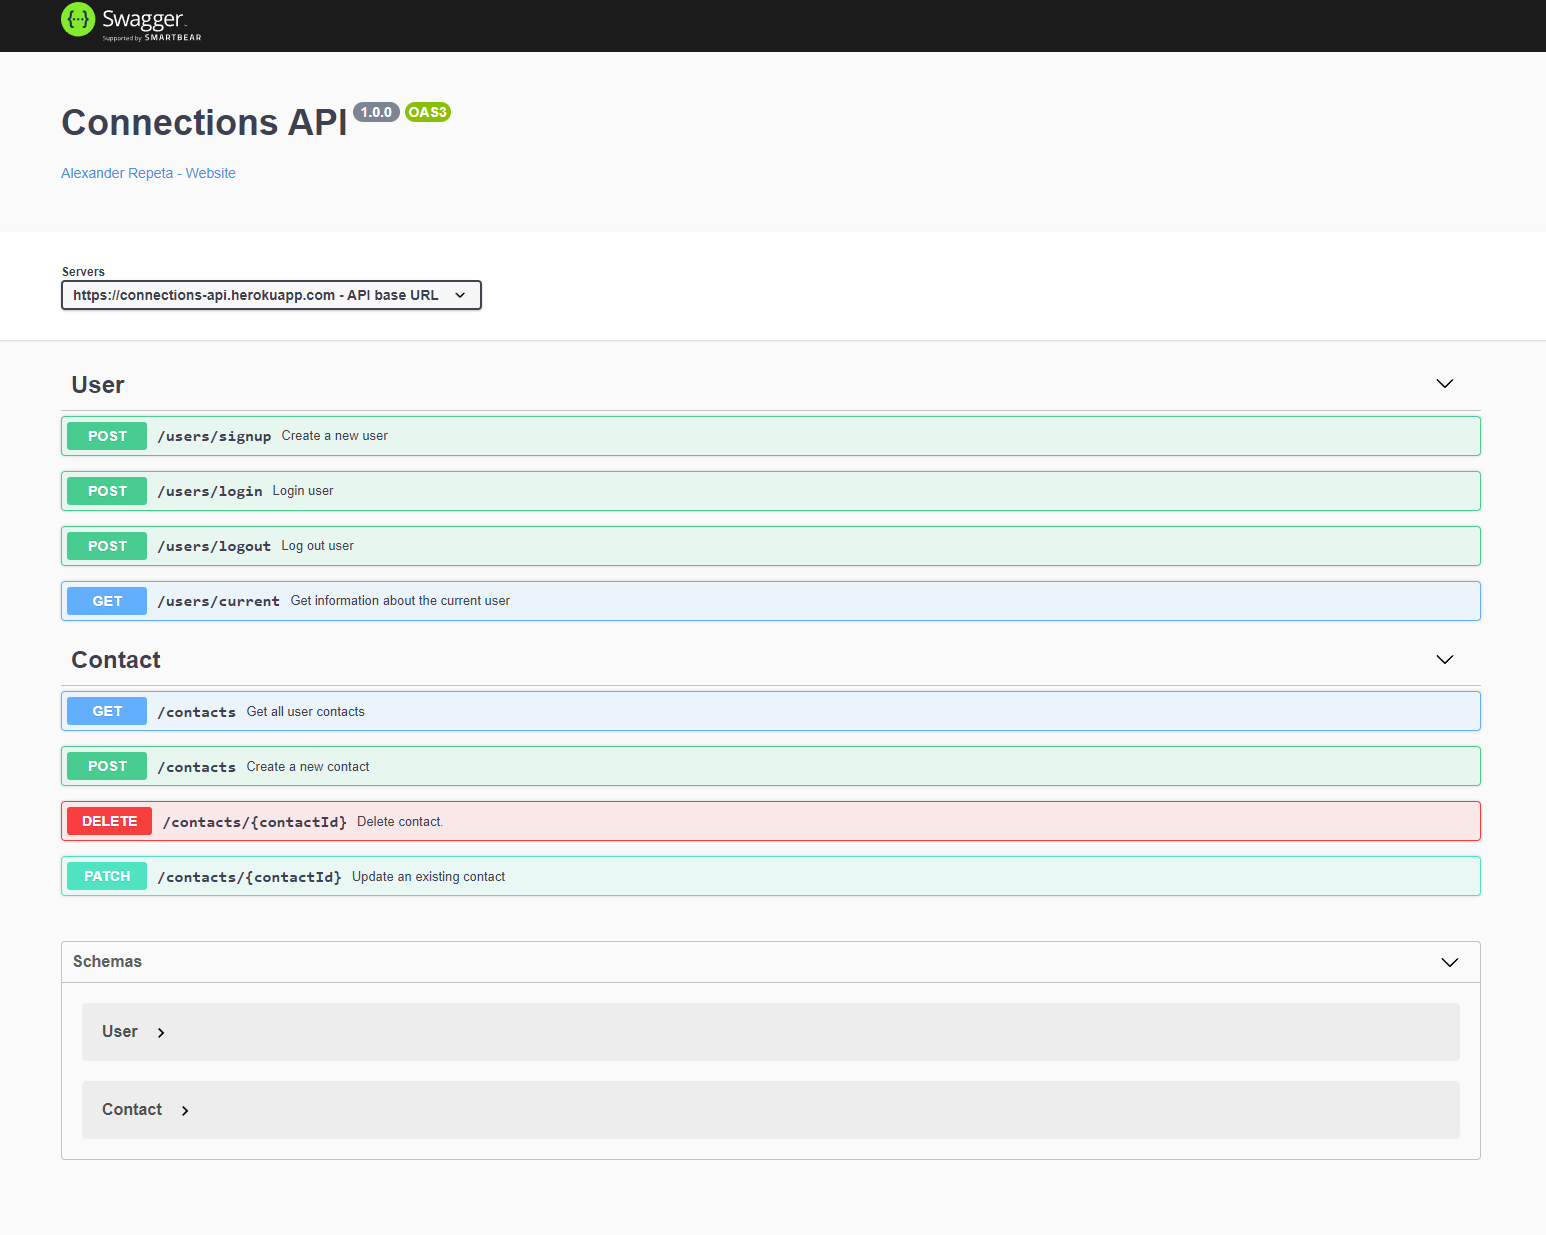 Swagger
Supported by SMARTBEAR
Connections API 1.0.0 OAS3
Alexander Repeta - Website
Servers
https://connections-api.herokuapp.com - API base URL
User
POST /users/signup Create a new user
POST /users/login Login user
POST /users/logout Log out user
GET /users/current Get information about the current user
Contact
GET /contacts Get all user contacts
POST /contacts Create a new contact
DELETE /contacts/{contactId} Delete contact.
PATCH /contacts/{contactId} Update an existing contact
Schemas
User
Contact